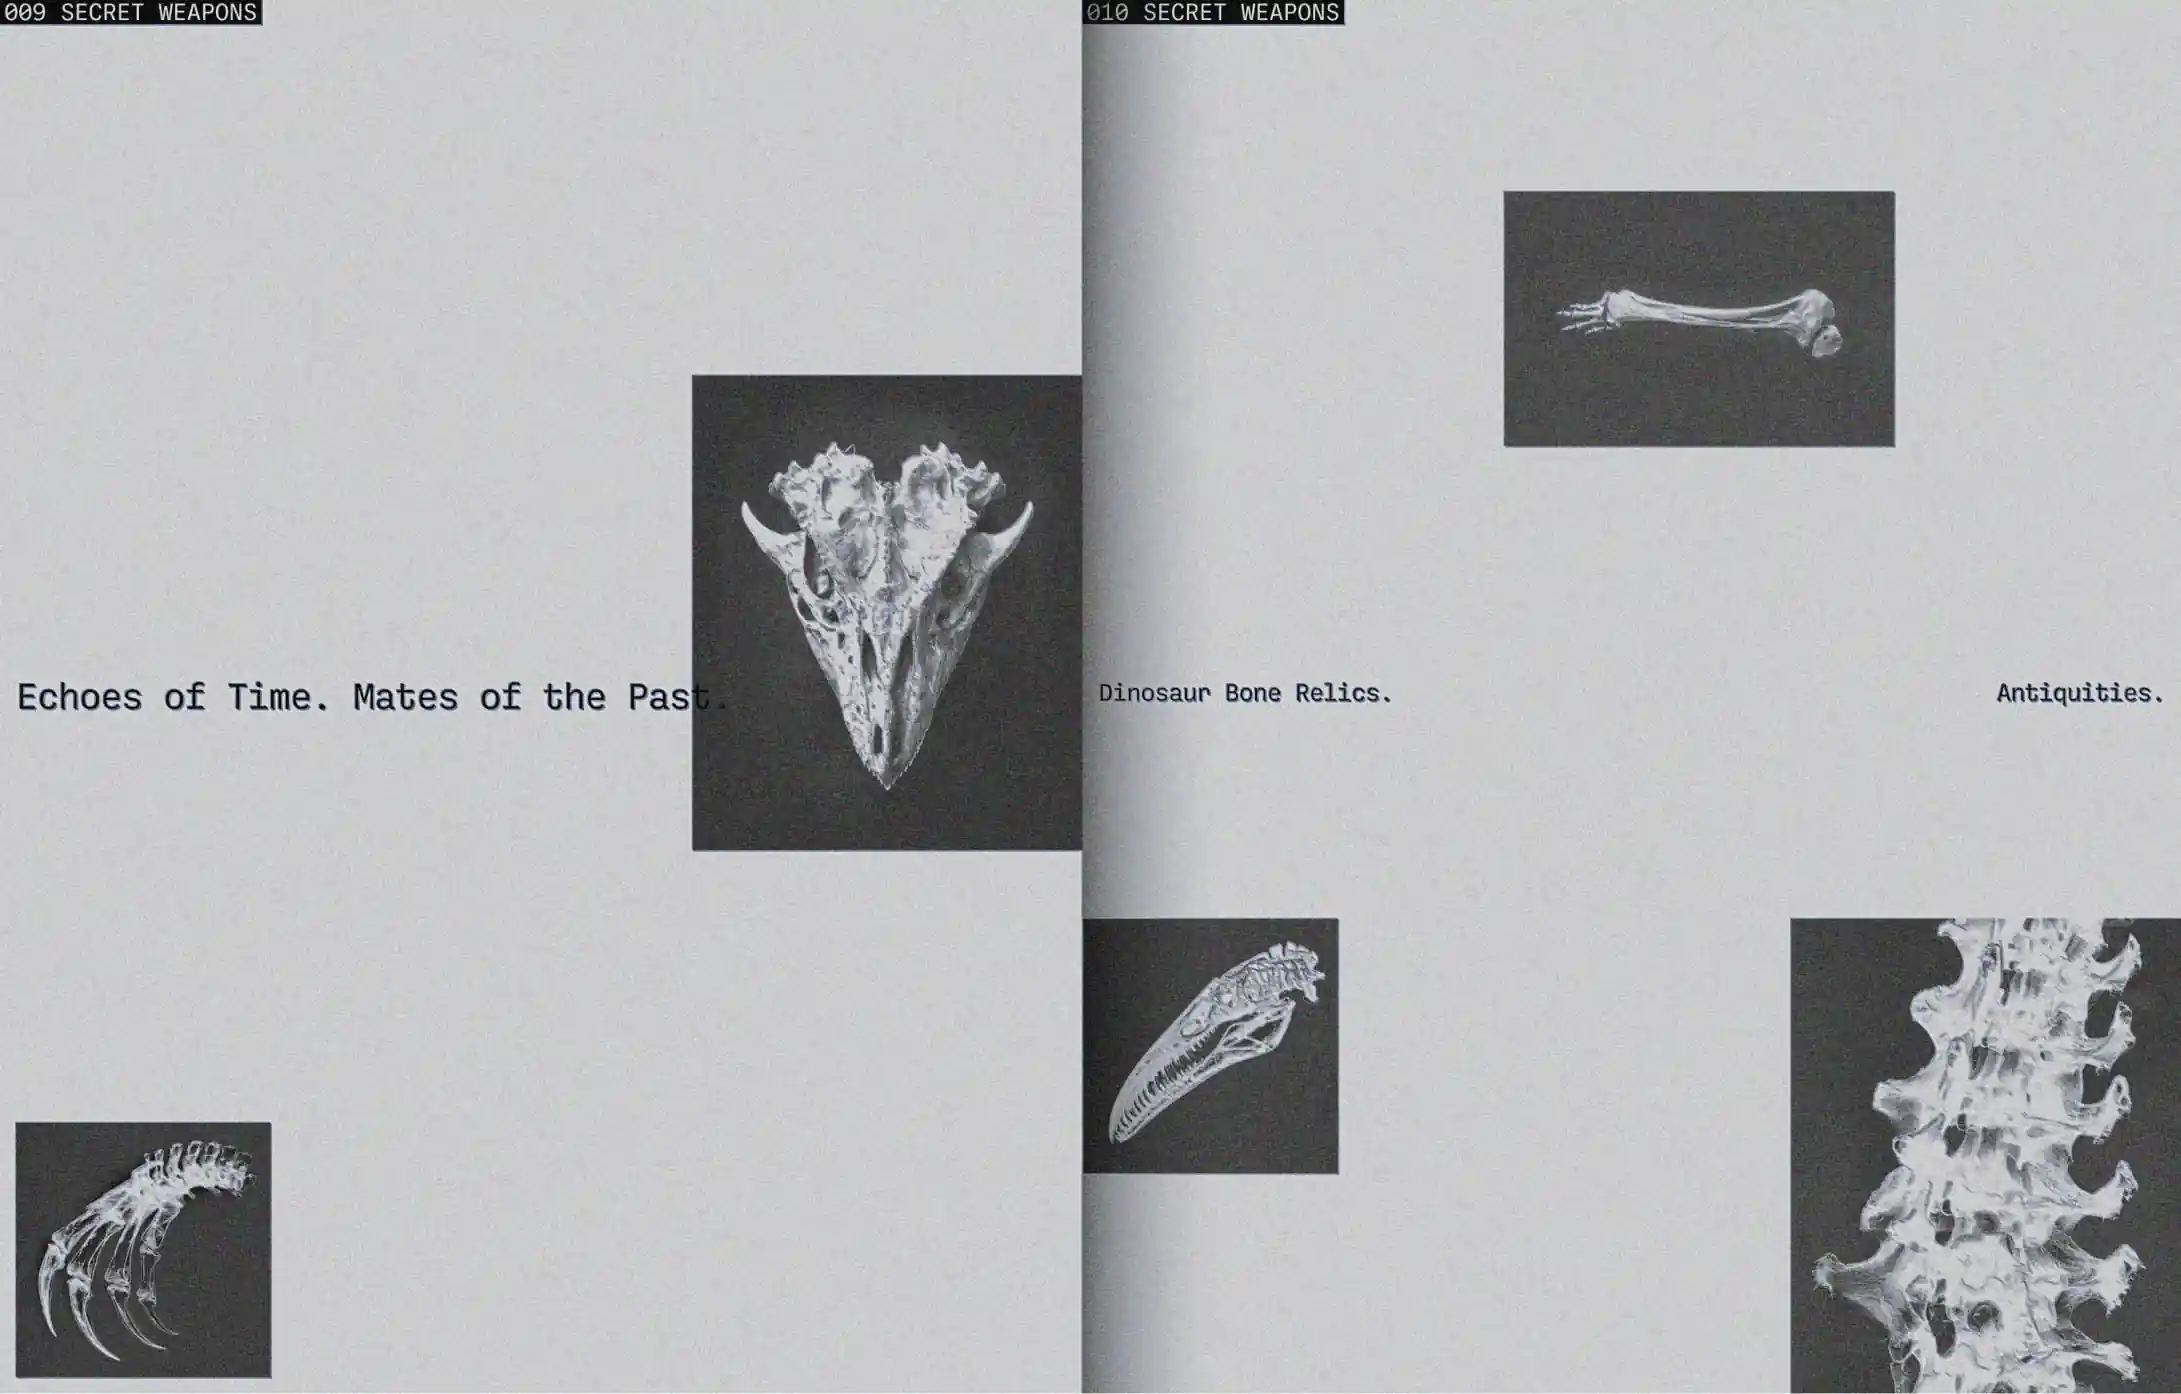 009 SECRET WEAPONS
Echoes of Time. Mates of the Past.
010 SECRET WEAPONS
Dinosaur Bone Relics.
Antiquities.